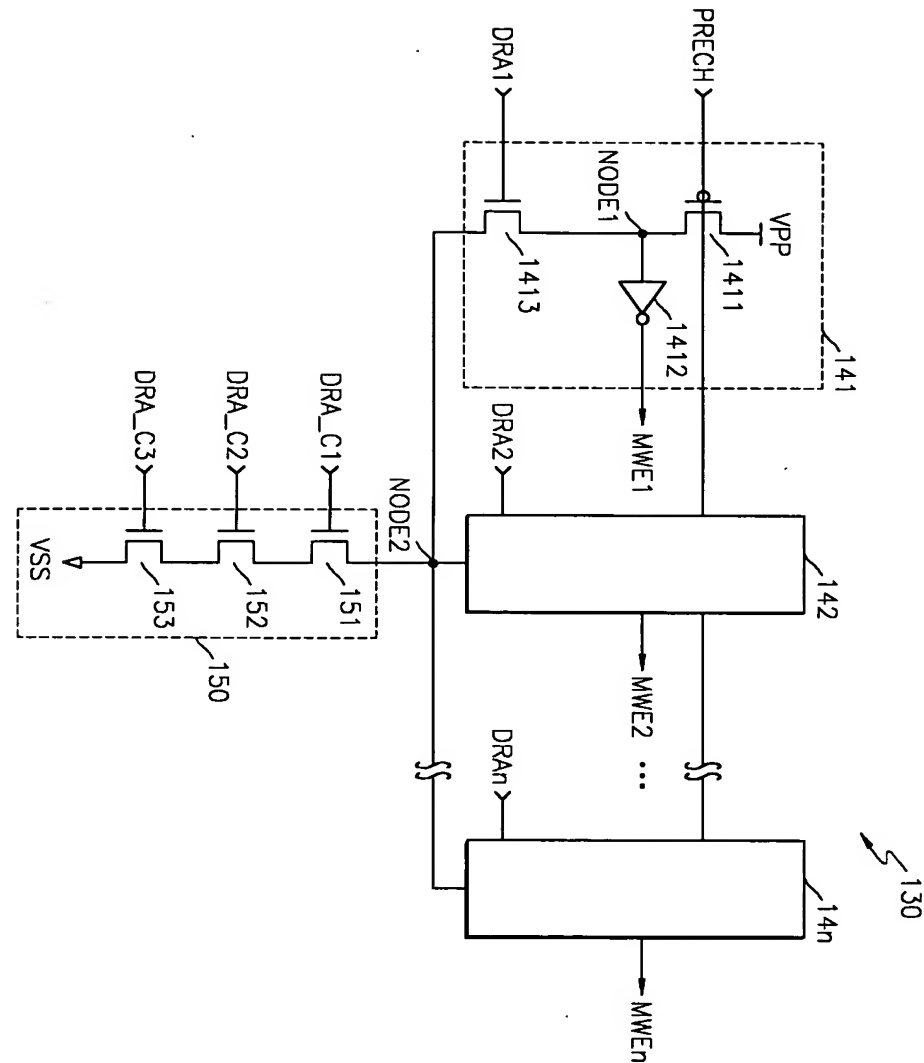 130
141
142
14n
VPP
PRECH
1411
NODE1
1412
MWE1
MWE2
...
MWEn
DRA1
1413
DRA2
DRAn
NODE2
DRA_C1
151
DRA_C2
152
DRA_C3
153
VSS
150